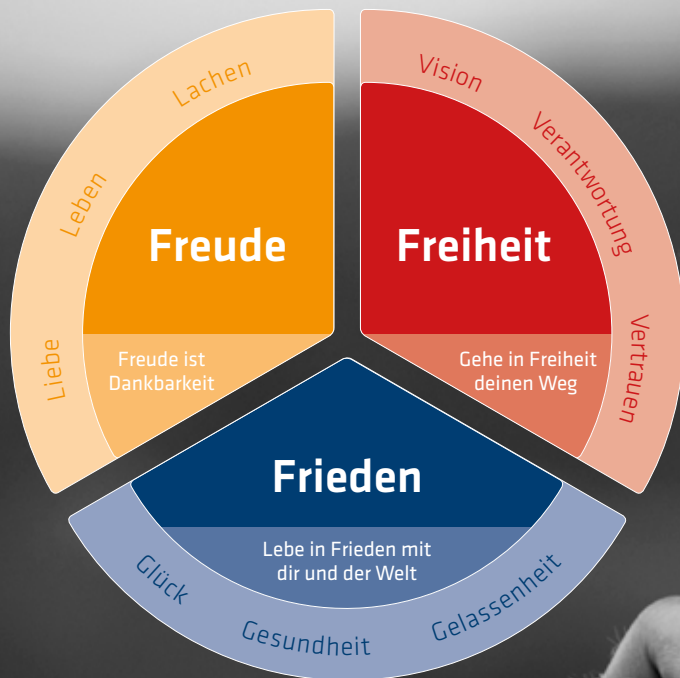 Lachen
Leben
Liebe
Freude
Freude ist
Dankbarkeit
Vision
Verantwortung
Vertrauen
Freiheit
Gehe in Freiheit
deinen Weg
Frieden
Lebe in Frieden mit
dir und der Welt
Glück
Gesundheit
Gelassenheit